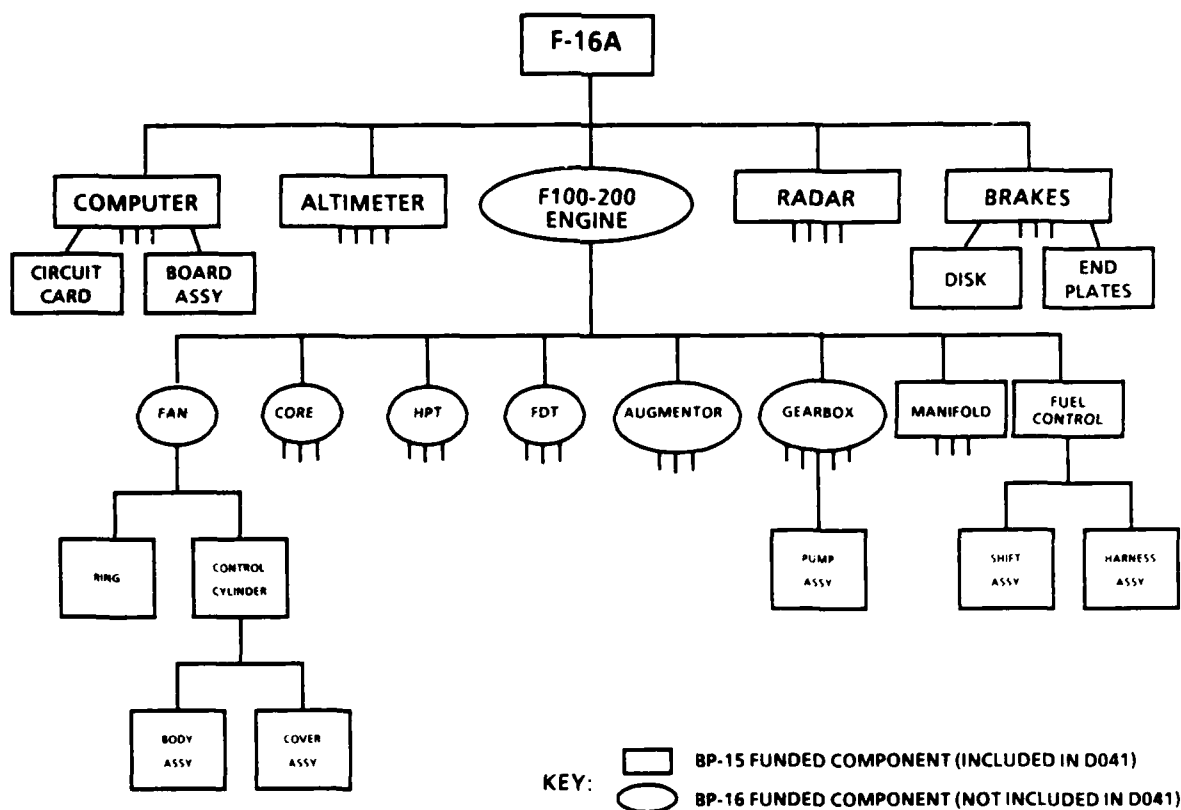 F-16A
COMPUTER
ALTIMETER
F100-200
ENGINE
RADAR
BRAKES
CIRCUIT
CARD
BOARD
ASSY
DISK
END
PLATES
FAN
CORE
HPT
FDT
AUGMENTOR
GEARBOX
MANIFOLD
FUEL
CONTROL
RING
CONTROL
CYLINDER
PUMP
ASSY
SHIFT
ASSY
HARNESS
ASSY
BODY
ASSY
COVER
ASSY
KEY:
BP-15 FUNDED COMPONENT (INCLUDED IN D041)
BP-16 FUNDED COMPONENT (NOT INCLUDED IN D041)